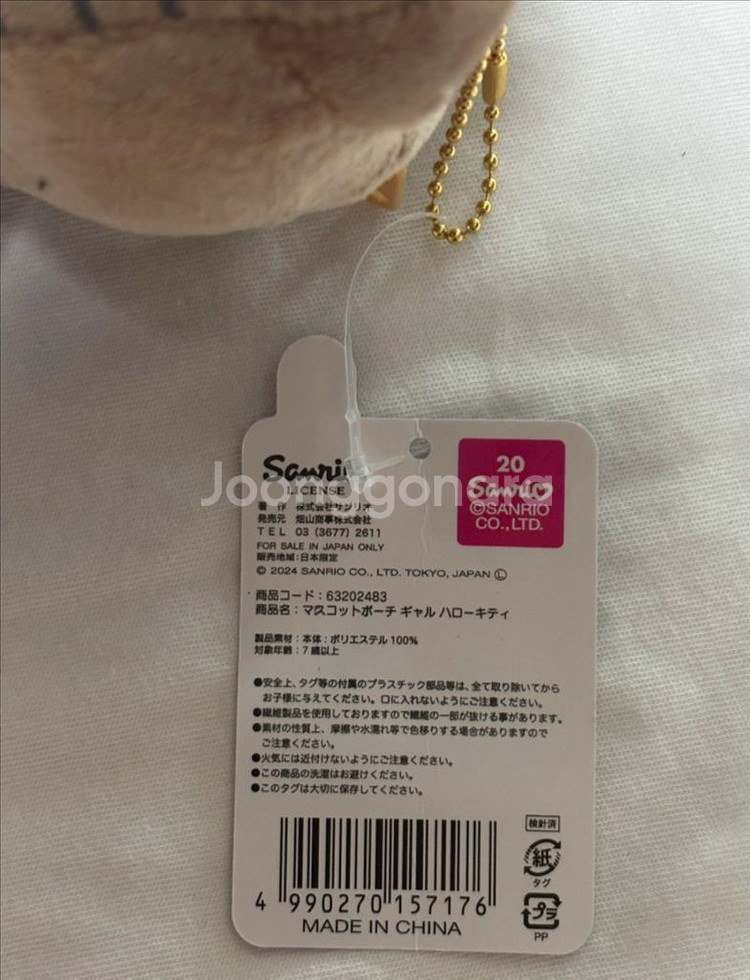 Sanrio
LICENSE
著 作 株式会社サンリオ
発売元 畑山商事株式会社
TEL 03 (3677) 2611
FOR SALE IN JAPAN ONLY
販売地域:日本限定
© 2024 SANRIO CO., LTD. TOKYO, JAPAN Ⓛ
20
Sanrio
©SANRIO
CO.,LTD.
Joonggonara
商品コード:63202483
商品名:マスコットポーチ ギャル ハローキティ
製品素材:本体:ポリエステル100%
対象年齢:7歳以上
●安全上、タグ等の付属のプラスチック部品等は、全て取り除いてから
お子様に与えてください。口に入れないようにご注意ください。
●繊維製品を使用しておりますので繊維の一部が抜ける事があります。
●素材の性質上、摩擦や水濡れ等で色移りする場合がありますので
ご注意ください。
●火気には近付けないようにご注意ください。
●この商品の洗濯はお避けください。
●このタグは大切に保存してください。
検針済
紙
タグ
プラ
PP
4 990270 157176
MADE IN CHINA